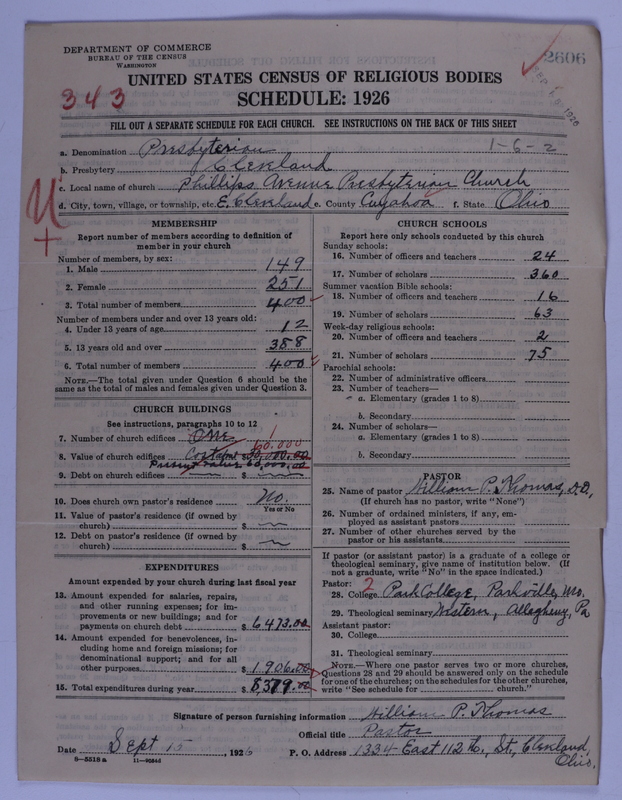 DEPARTMENT OF COMMERCE
BUREAU OF THE CENSUS
WASHINGTON
2606
UNITED STATES CENSUS OF RELIGIOUS BODIES
343
SCHEDULE: 1926
FILL OUT A SEPARATE SCHEDULE FOR EACH CHURCH. SEE INSTRUCTIONS ON THE BACK OF THIS SHEET
a. Denomination Presbyterian 1-6-2
b. Presbytery Cleveland
c. Local name of church Phillips Avenue Presbyterian Church
d. City, town, village, or township, etc. E. Cleveland e. County Cuyahoga f. State Ohio
MEMBERSHIP
Report number of members according to definition of
member in your church
Number of members, by sex:
1. Male 149
2. Female 251
3. Total number of members 400
Number of members under and over 13 years old:
4. Under 13 years of age 12
5. 13 years old and over 388
6. Total number of members 400
NOTE.—The total given under Question 6 should be the
same as the total of males and females given under Question 3.
CHURCH BUILDINGS
See instructions, paragraphs 10 to 12
7. Number of church edifices One 1
60.000
8. Value of church edifices
Present value 60,000.00
9. Debt on church edifices $
10. Does church own pastor's residence No.
Yes or No
11. Value of pastor's residence (if owned by
church) $
12. Debt on pastor's residence (if owned by
church) $
EXPENDITURES
Amount expended by your church during last fiscal year
13. Amount expended for salaries, repairs,
and other running expenses; for im-
provements or new buildings; and for
payments on church debt $ 6473.00
14. Amount expended for benevolences, in-
cluding home and foreign missions; for
denominational support; and for all
other purposes $ 1906.00
15. Total expenditures during year $ 8,379.00
CHURCH SCHOOLS
Report here only schools conducted by this church
Sunday schools:
16. Number of officers and teachers 24
17. Number of scholars 360
Summer vacation Bible schools:
18. Number of officers and teachers 16
19. Number of scholars 63
Week-day religious schools:
20. Number of officers and teachers 2
21. Number of scholars 75
Parochial schools:
22. Number of administrative officers
23. Number of teachers—
a. Elementary (grades 1 to 8)
b. Secondary
24. Number of scholars—
a. Elementary (grades 1 to 8)
b. Secondary
PASTOR
25. Name of pastor William P. Thomas, D.D.,
(If church has no pastor, write "None")
26. Number of ordained ministers, if any, em-
ployed as assistant pastors
27. Number of other churches served by the
pastor or his assistants
If pastor (or assistant pastor) is a graduate of a college or
theological seminary, give name of institution below. (If
not a graduate, write "No" in the space indicated.)
Pastor: 2
28. College Park College, Parkville, Mo.
29. Theological seminary Western, Allegheny, Pa
Assistant pastor:
30. College
31. Theological seminary
NOTE.—Where one pastor serves two or more churches,
Questions 28 and 29 should be answered only on the schedule
for one of the churches; on the schedules for the other churches,
write "See schedule for church."
Signature of person furnishing information William P. Thomas
Official title Pastor
Date Sept 15, 1926 P. O. Address 1334 East 112th, St, Cleveland,
Ohio.
8-5518a